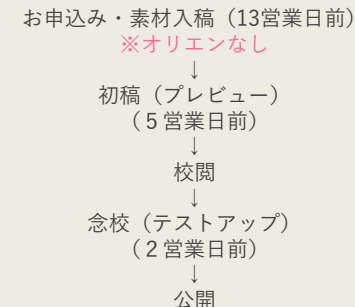 お申込み・素材入稿（13営業日前）
※オリエンなし
↓
初稿（プレビュー）
（５営業日前）
↓
校閲
↓
念校（テストアップ）
（２営業日前）
↓
公開